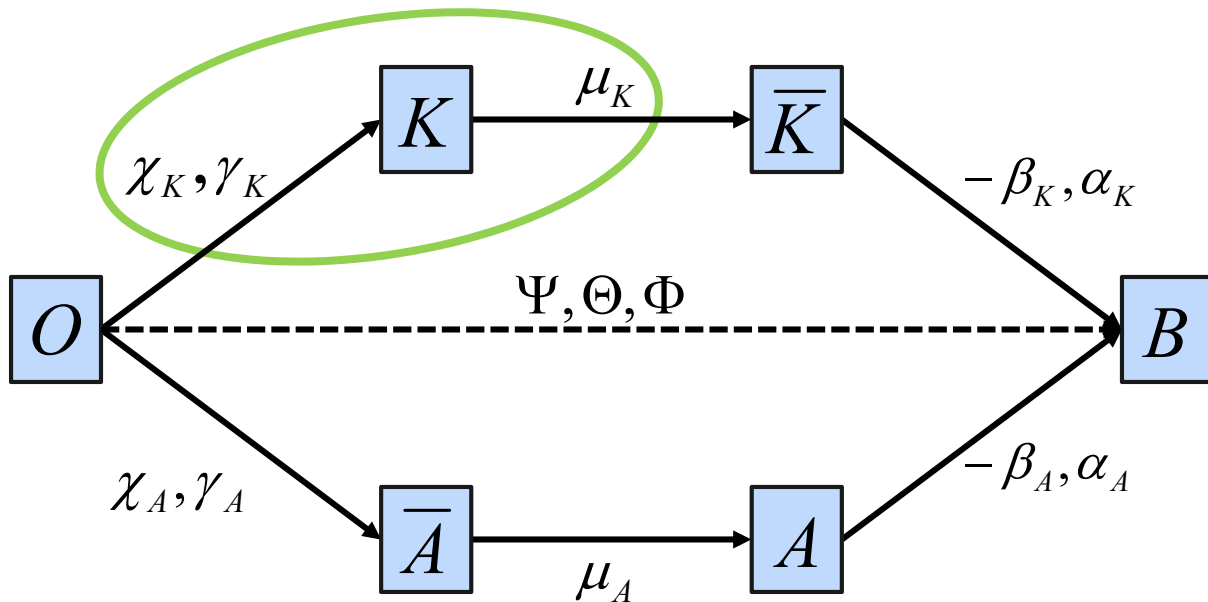 μ_K
K
K̅
χ_K, γ_K
−β_K, α_K
Ψ, Θ, Φ
O
B
χ_A, γ_A
−β_A, α_A
A̅
A
μ_A